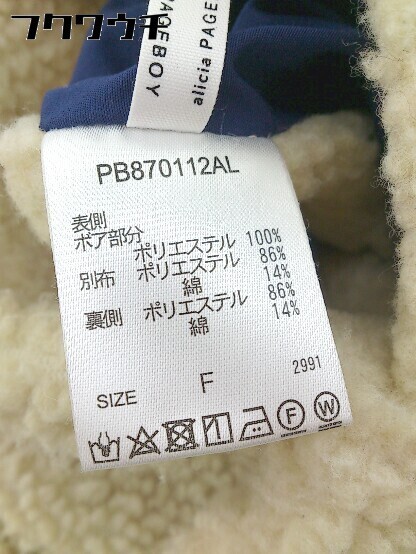 フクワウチ
alicia PAGE
PAGEBOY
PB870112AL
表側
ボア部分
ポリエステル 100%
別布 ポリエステル 86%
綿 14%
裏側 ポリエステル 86%
綿 14%
2991
SIZE F
F W